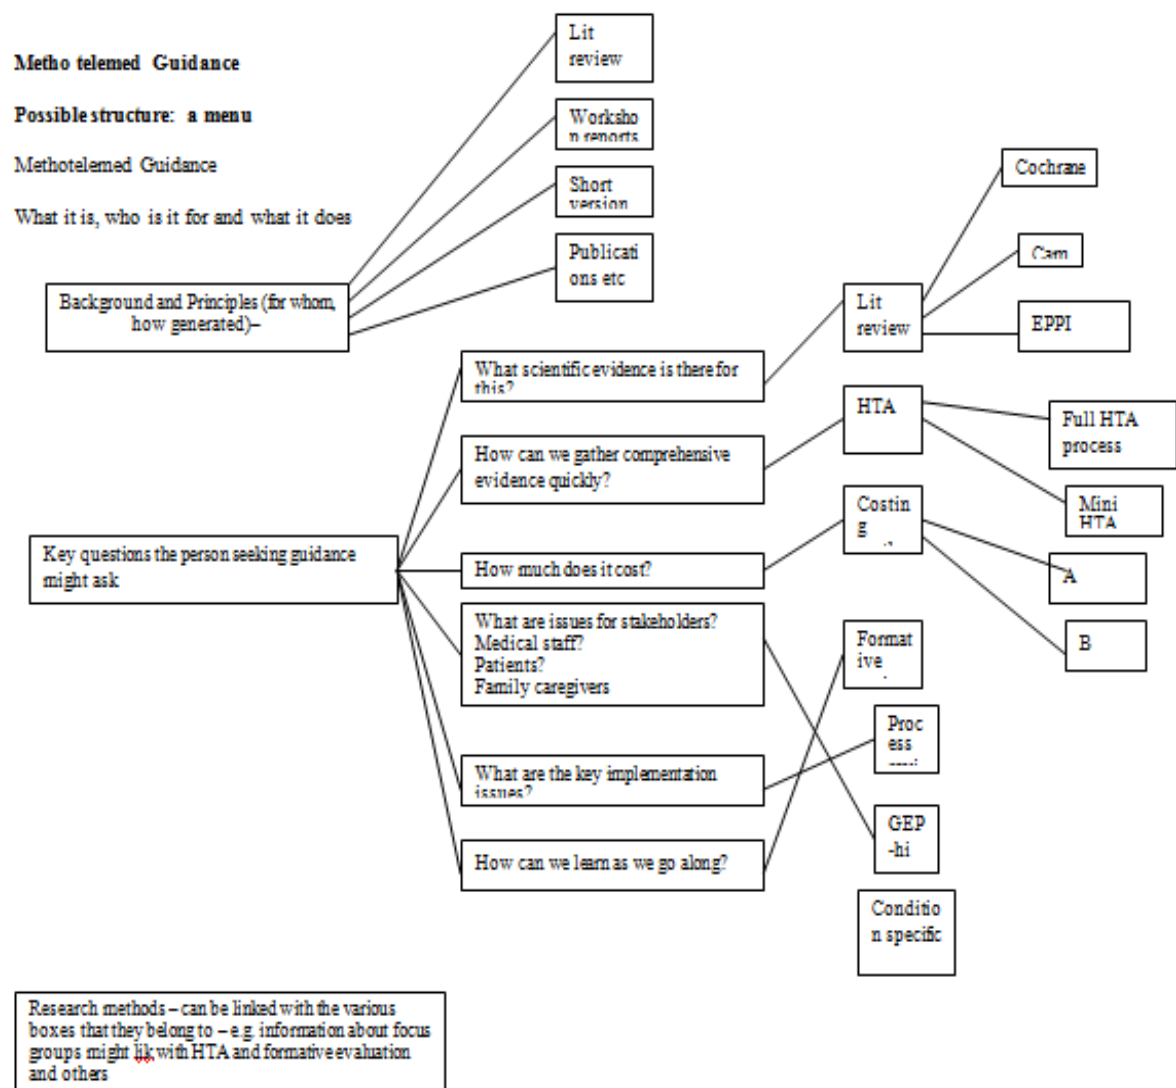 Metho telemed Guidance
Possible structure: a menu
Methotelemed Guidance
What it is, who is it for and what it does
Lit
review
Worksho
p reports
Short
version
Publicati
ons etc
Background and Principles (for whom,
how generated)–
Key questions the person seeking guidance
might ask
What scientific evidence is there for
this?
How can we gather comprehensive
evidence quickly?
How much does it cost?
What are issues for stakeholders?
Medical staff?
Patients?
Family caregivers
What are the key implementation
issues?
How can we learn as we go along?
Lit
review
HTA
Costin
g
Format
ive
Proc
ess
GEP
-hi
Conditio
n specific
Cochrane
Cam
EPPI
Full HTA
process
Mini
HTA
A
B
Research methods – can be linked with the various
boxes that they belong to – e.g. information about focus
groups might lik with HTA and formative evaluation
and others